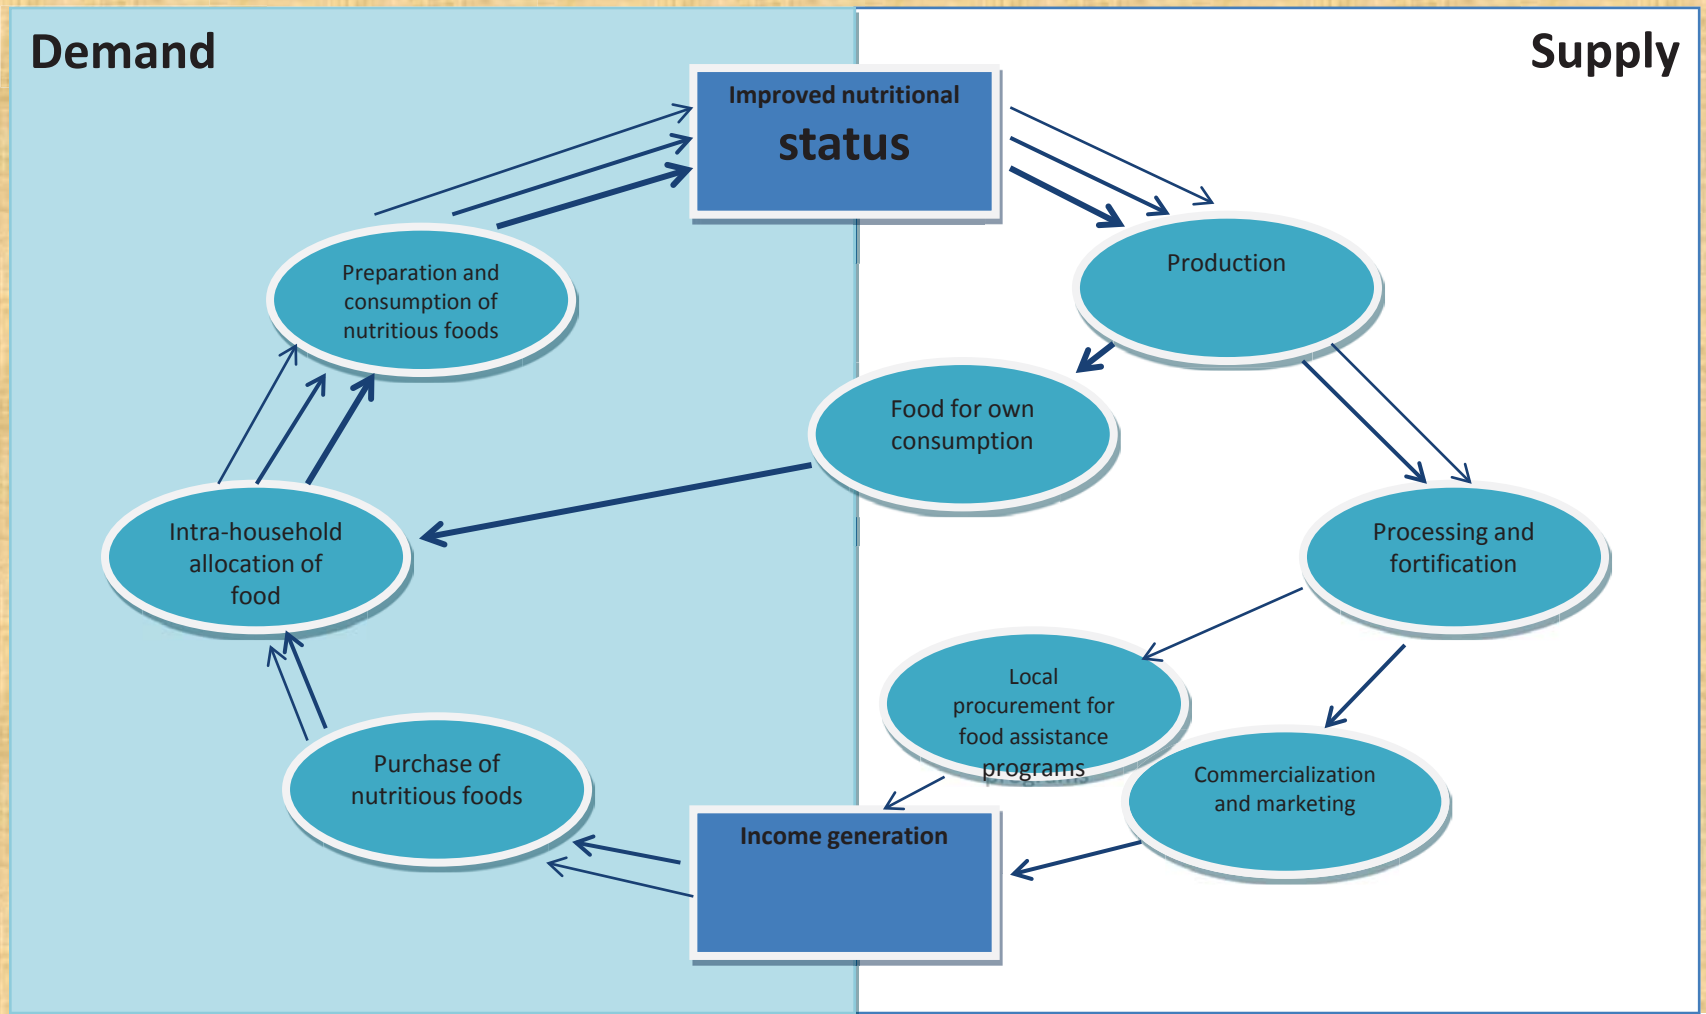 Demand
Supply
Improved nutritional
status
Preparation and
consumption of
nutritious foods
Production
Food for own
consumption
Intra-household
allocation of
food
Processing and
fortification
Local
procurement for
food assistance
programs
Purchase of
nutritious foods
Commercialization
and marketing
Income generation